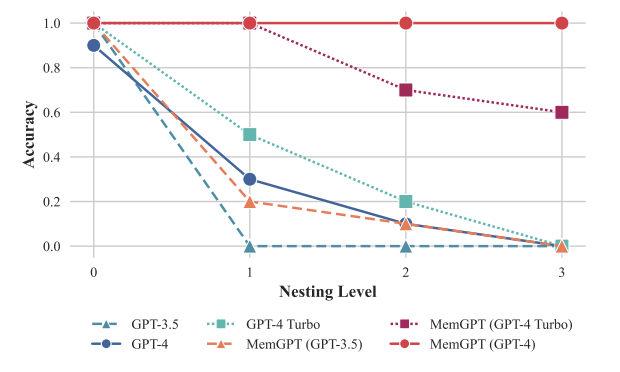 1.0
0.8
0.6
0.4
0.2
0.0
Accuracy
0 1 2 3
Nesting Level
GPT-3.5 GPT-4 Turbo MemGPT (GPT-4 Turbo)
GPT-4 MemGPT (GPT-3.5) MemGPT (GPT-4)